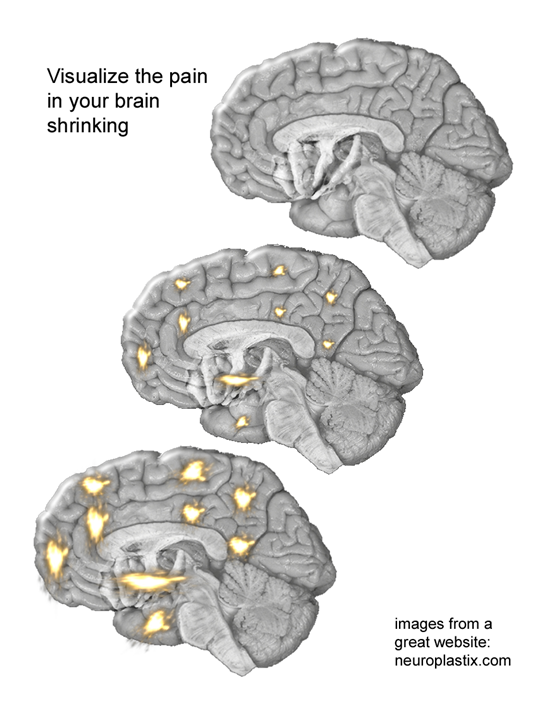 Visualize the pain
in your brain
shrinking
images from a
great website:
neuroplastix.com